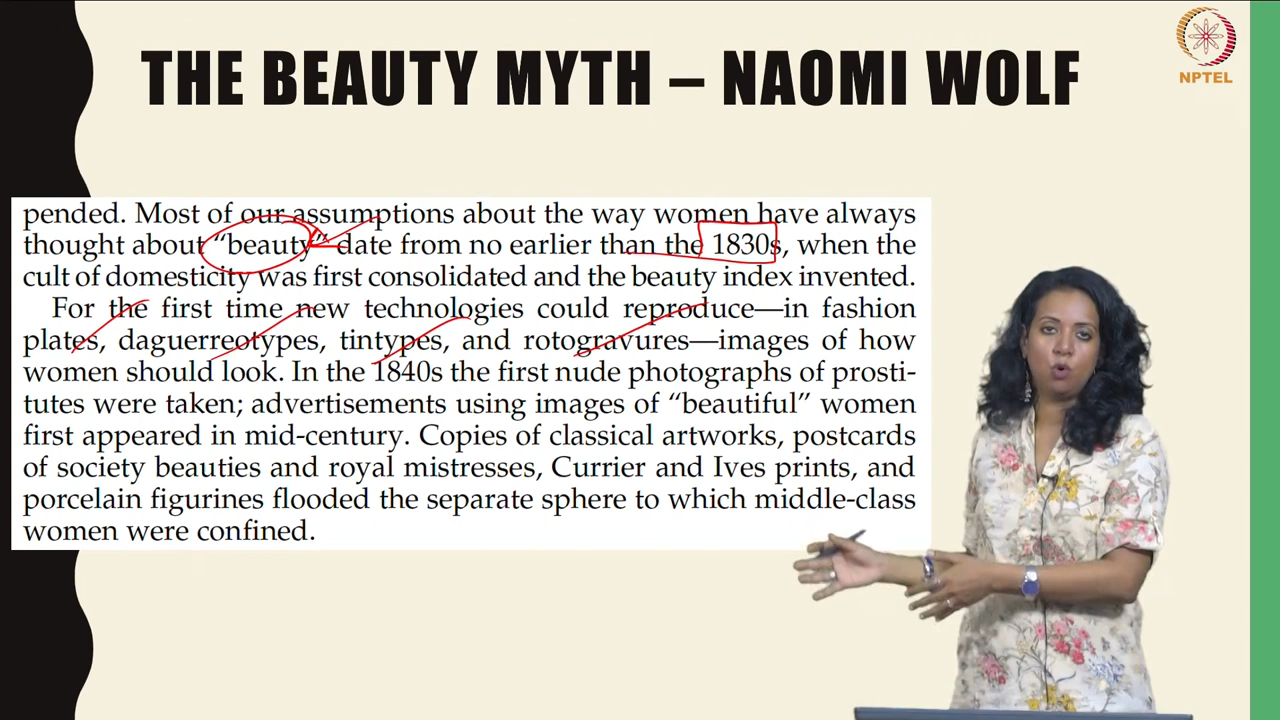 THE BEAUTY MYTH – NAOMI WOLF
NPTEL
pended. Most of our assumptions about the way women have always
thought about “beauty” date from no earlier than the 1830s, when the
cult of domesticity was first consolidated and the beauty index invented.
For the first time new technologies could reproduce—in fashion
plates, daguerreotypes, tintypes, and rotogravures—images of how
women should look. In the 1840s the first nude photographs of prosti-
tutes were taken; advertisements using images of “beautiful” women
first appeared in mid-century. Copies of classical artworks, postcards
of society beauties and royal mistresses, Currier and Ives prints, and
porcelain figurines flooded the separate sphere to which middle-class
women were confined.